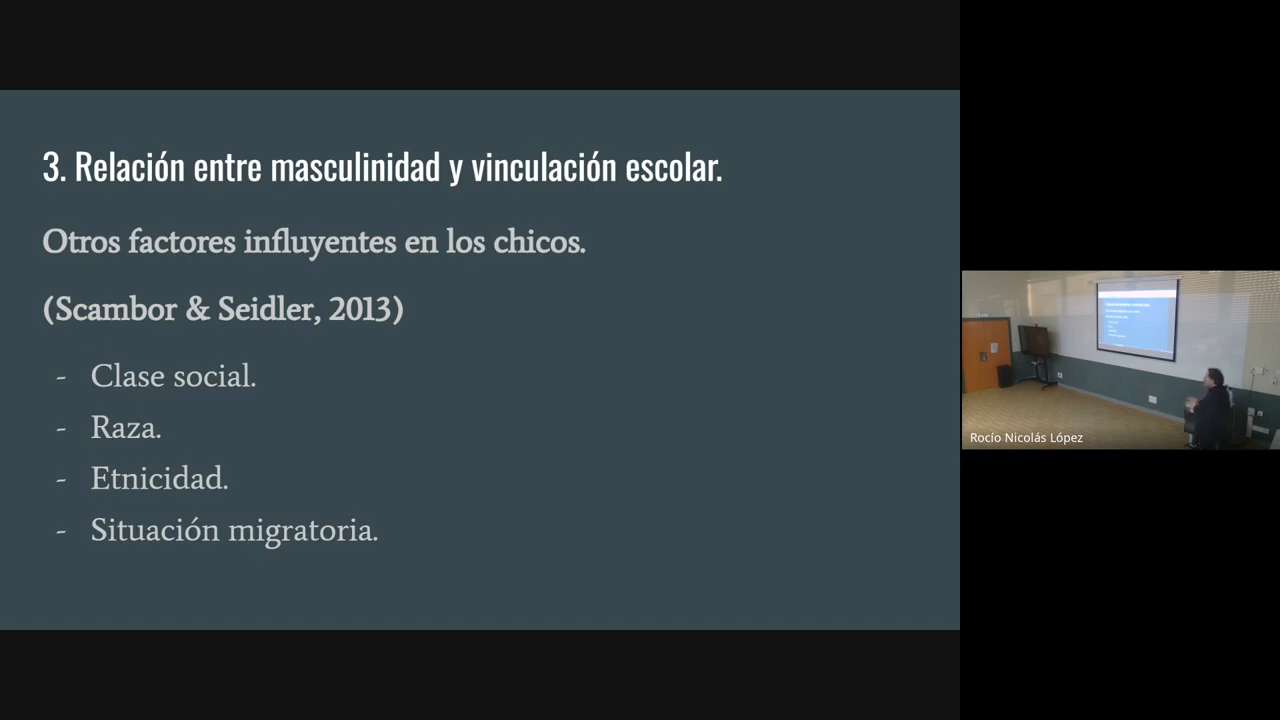 3. Relación entre masculinidad y vinculación escolar.
Otros factores influyentes en los chicos.
(Scambor & Seidler, 2013)
- Clase social.
- Raza.
- Etnicidad.
- Situación migratoria.
Rocío Nicolás López